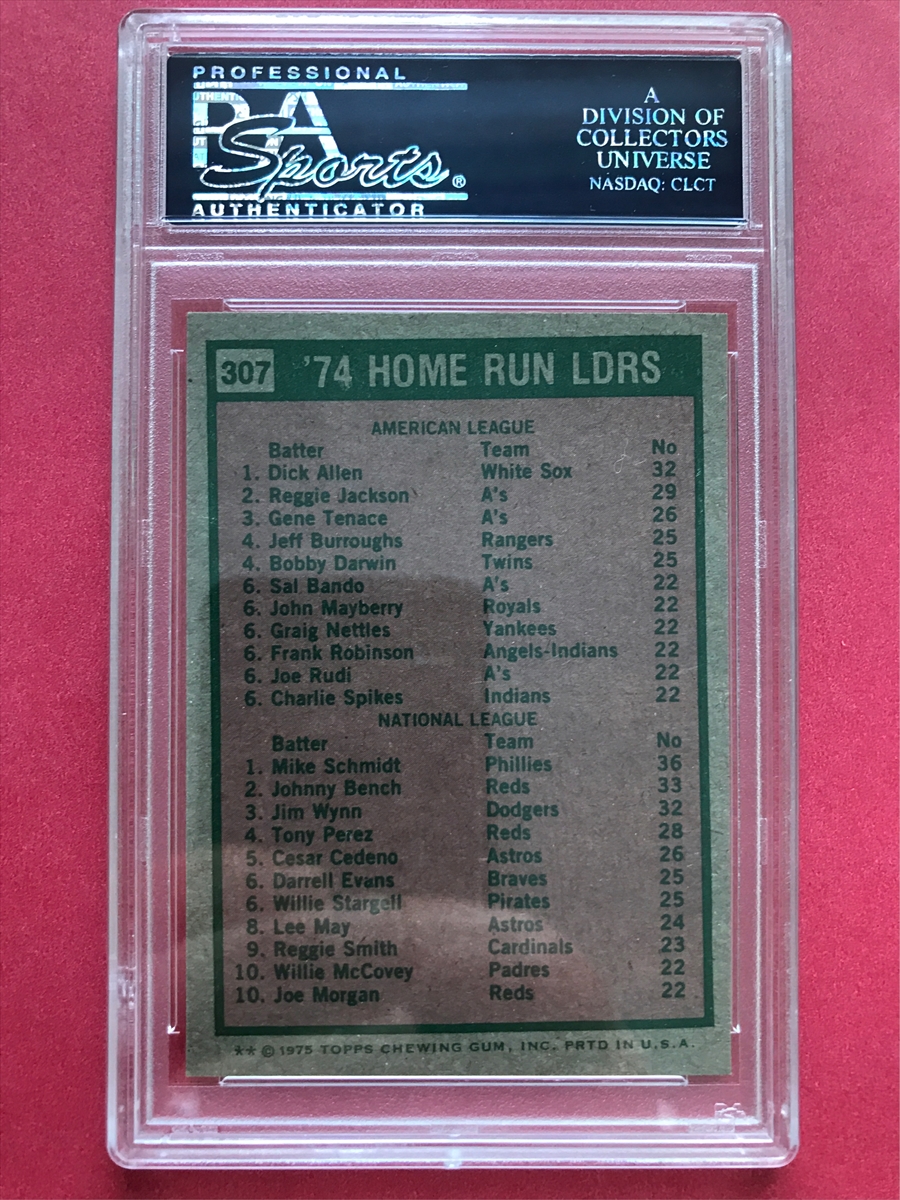 PROFESSIONAL
PSA
Sports®
AUTHENTICATOR
A
DIVISION OF
COLLECTORS
UNIVERSE
NASDAQ: CLCT
307 '74 HOME RUN LDRS
AMERICAN LEAGUE
Batter Team No
1. Dick Allen White Sox 32
2. Reggie Jackson A's 29
3. Gene Tenace A's 26
4. Jeff Burroughs Rangers 25
4. Bobby Darwin Twins 25
6. Sal Bando A's 22
6. John Mayberry Royals 22
6. Graig Nettles Yankees 22
6. Frank Robinson Angels-Indians 22
6. Joe Rudi A's 22
6. Charlie Spikes Indians 22
NATIONAL LEAGUE
Batter Team No
1. Mike Schmidt Phillies 36
2. Johnny Bench Reds 33
3. Jim Wynn Dodgers 32
4. Tony Perez Reds 28
5. Cesar Cedeno Astros 26
6. Darrell Evans Braves 25
6. Willie Stargell Pirates 25
8. Lee May Astros 24
9. Reggie Smith Cardinals 23
10. Willie McCovey Padres 22
10. Joe Morgan Reds 22
** © 1975 TOPPS CHEWING GUM, INC. PRTD IN U.S.A.